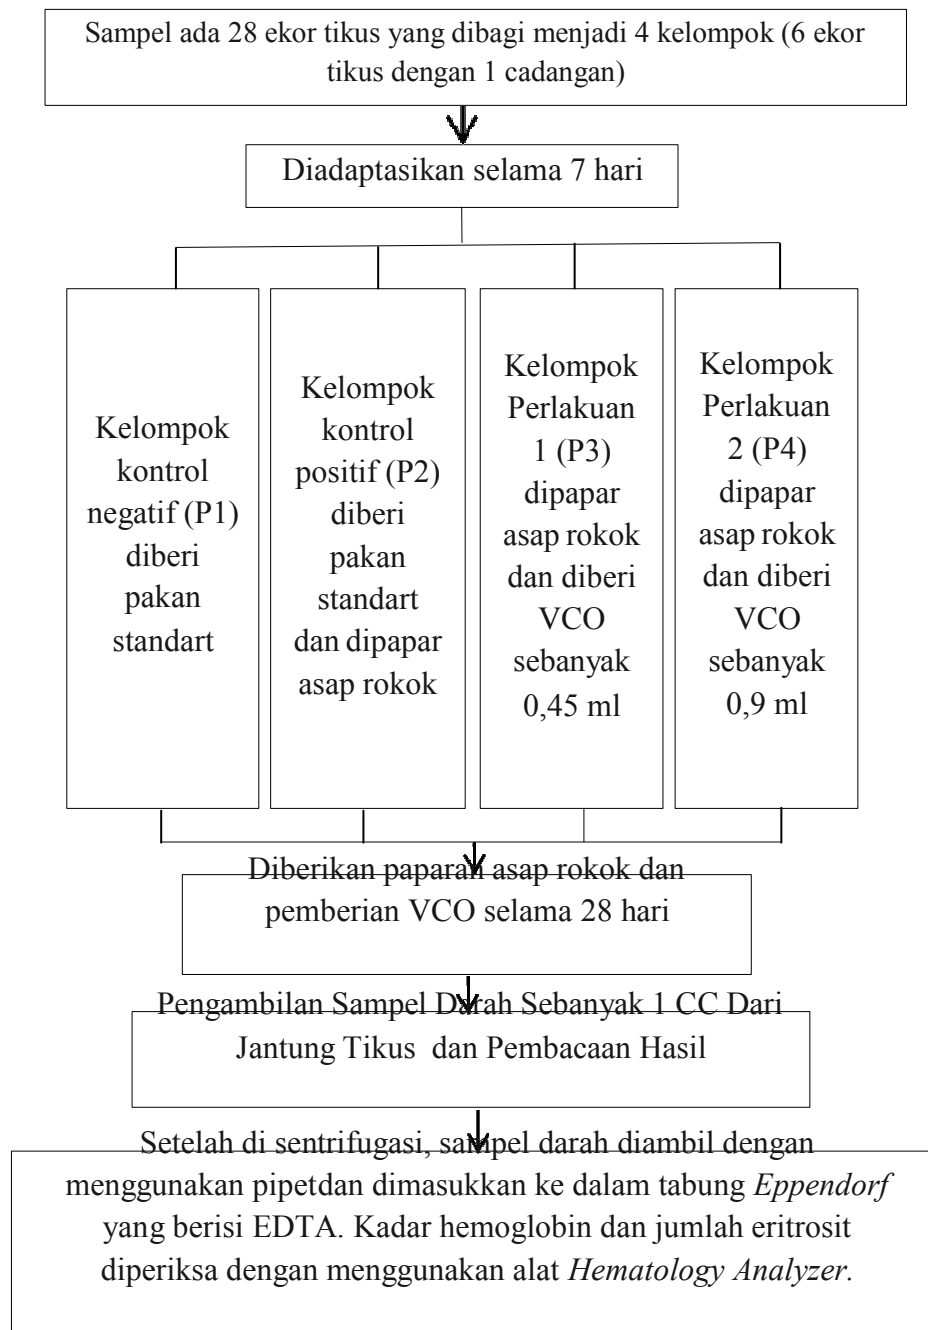 Sampel ada 28 ekor tikus yang dibagi menjadi 4 kelompok (6 ekor
tikus dengan 1 cadangan)
Diadaptasikan selama 7 hari
Kelompok
kontrol
negatif (P1)
diberi
pakan
standart
Kelompok
kontrol
positif (P2)
diberi
pakan
standart
dan dipapar
asap rokok
Kelompok
Perlakuan
1 (P3)
dipapar
asap rokok
dan diberi
VCO
sebanyak
0,45 ml
Kelompok
Perlakuan
2 (P4)
dipapar
asap rokok
dan diberi
VCO
sebanyak
0,9 ml
Diberikan paparan asap rokok dan
pemberian VCO selama 28 hari
Pengambilan Sampel Darah Sebanyak 1 CC Dari
Jantung Tikus dan Pembacaan Hasil
Setelah di sentrifugasi, sampel darah diambil dengan
menggunakan pipetdan dimasukkan ke dalam tabung Eppendorf
yang berisi EDTA. Kadar hemoglobin dan jumlah eritrosit
diperiksa dengan menggunakan alat Hematology Analyzer.